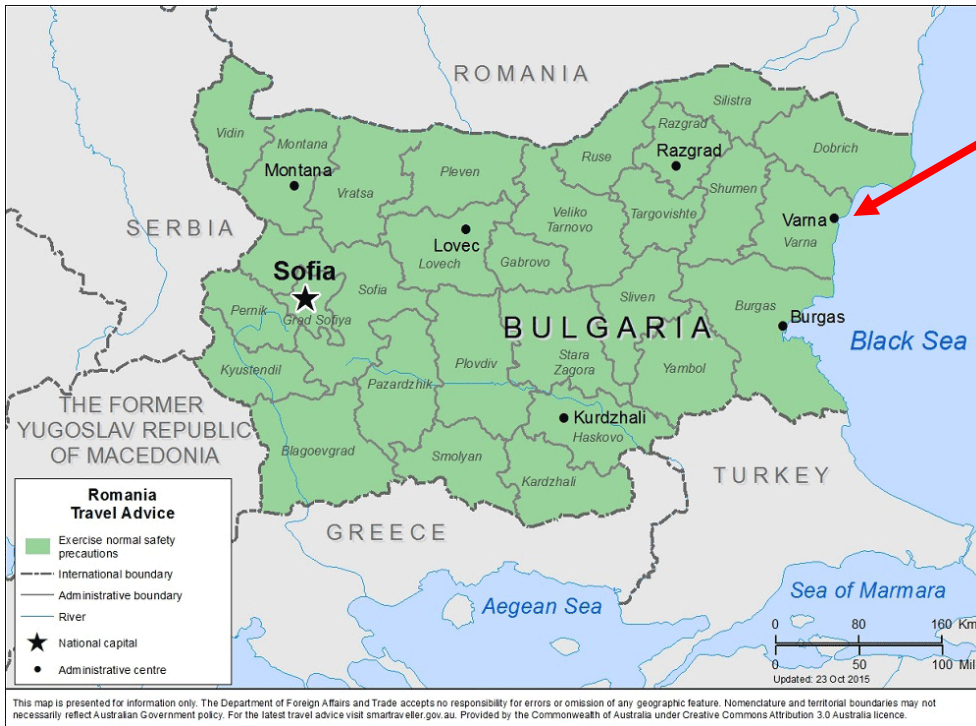 ROMANIA
Silistra
Razgrad
Vidin
Montana
Ruse
Razgrad
Dobrich
Montana
Pleven
Vratsa
Shumen
Veliko
Tarnovo
Targovishte
Varna
SERBIA
Lovec
Varna
Lovech
Gabrovo
Sofia
Sofia
Sliven
Pernik
Grad Sofiya
Burgas
BULGARIA
Burgas
Black Sea
Kyustendil
Plovdiv
Stara
Zagora
Yambol
Pazardzhik
THE FORMER
YUGOSLAV REPUBLIC
OF MACEDONIA
Kurdzhali
Haskovo
Blagoevgrad
Smolyan
Kardzhali
TURKEY
GREECE
Romania
Travel Advice
Exercise normal safety
precautions
International boundary
Administrative boundary
River
National capital
Administrative centre
Aegean Sea
Sea of Marmara
0 80 160 Km
0 50 100 Mil
Updated: 23 Oct 2015
This map is presented for information only. The Department of Foreign Affairs and Trade accepts no responsibility for errors or omission of any geographic feature. Nomenclature and territorial boundaries may not
necessarily reflect Australian Government policy. For the latest travel advice visit smartraveller.gov.au. Provided by the Commonwealth of Australia under Creative Commons Attribution 3.0 Australia licence.